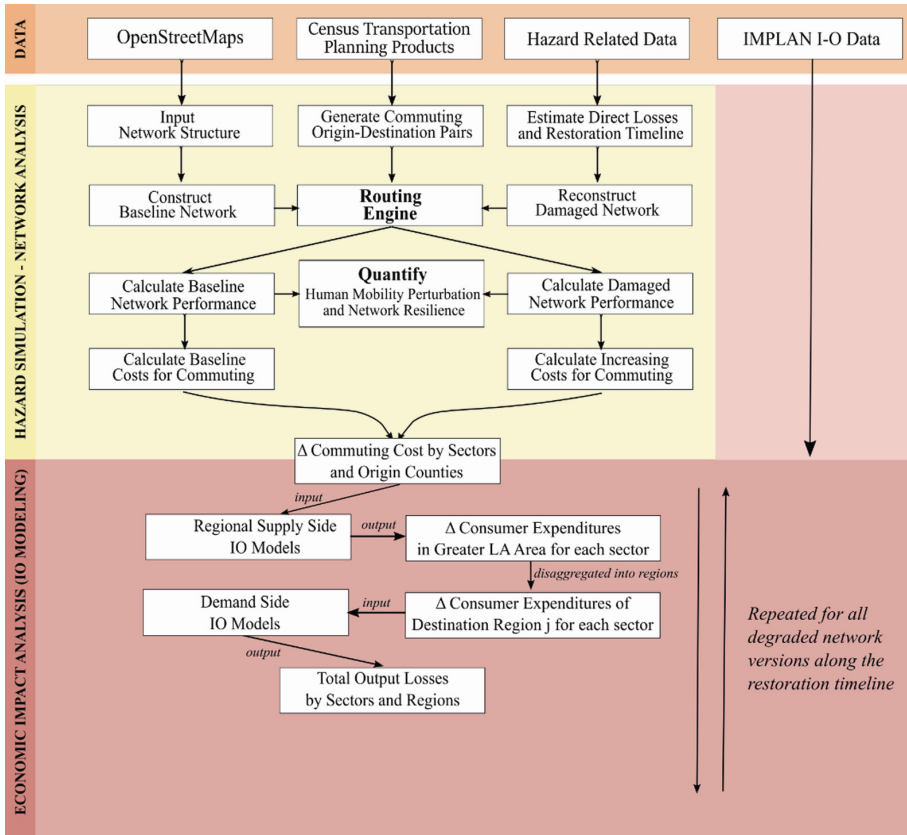 DATA
OpenStreetMaps
Census Transportation
Planning Products
Hazard Related Data
IMPLAN I-O Data
HAZARD SIMULATION - NETWORK ANALYSIS
Input
Network Structure
Generate Commuting
Origin-Destination Pairs
Estimate Direct Losses
and Restoration Timeline
Construct
Baseline Network
Routing
Engine
Reconstruct
Damaged Network
Calculate Baseline
Network Performance
Quantify
Human Mobility Perturbation
and Network Resilience
Calculate Damaged
Network Performance
Calculate Baseline
Costs for Commuting
Calculate Increasing
Costs for Commuting
Δ Commuting Cost by Sectors
and Origin Counties
ECONOMIC IMPACT ANALYSIS (IO MODELING)
input
Regional Supply Side
IO Models
output
Δ Consumer Expenditures
in Greater LA Area for each sector
disaggregated into regions
Demand Side
IO Models
input
Δ Consumer Expenditures of
Destination Region j for each sector
output
Total Output Losses
by Sectors and Regions
Repeated for all
degraded network
versions along the
restoration timeline